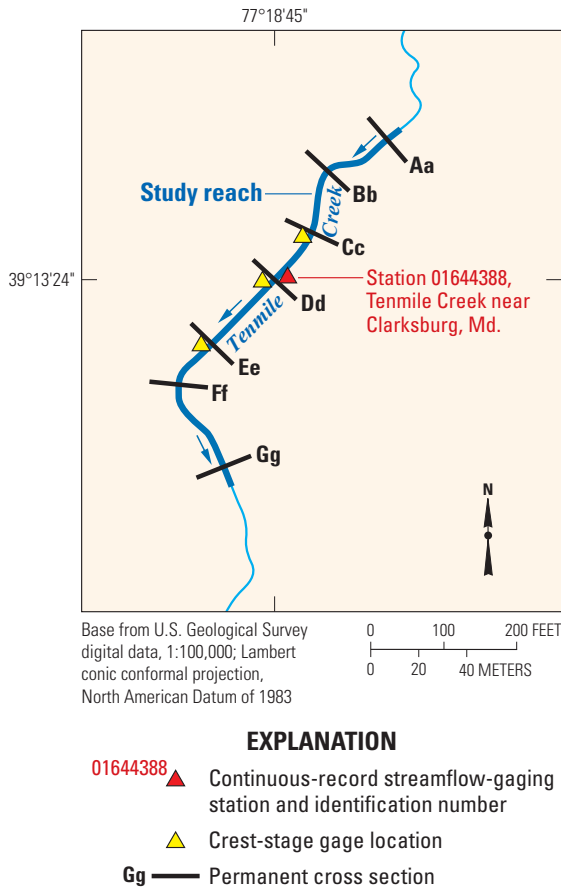 77°18'45"
Aa
Bb
Study reach
Creek
Cc
39°13'24"
Station 01644388,
Tenmile Creek near
Clarksburg, Md.
Dd
Tenmile
Ee
Ff
Gg
N
Base from U.S. Geological Survey
digital data, 1:100,000; Lambert
conic conformal projection,
North American Datum of 1983
0 100 200 FEET
0 20 40 METERS
EXPLANATION
01644388 Continuous-record streamflow-gaging
station and identification number
Crest-stage gage location
Gg Permanent cross section